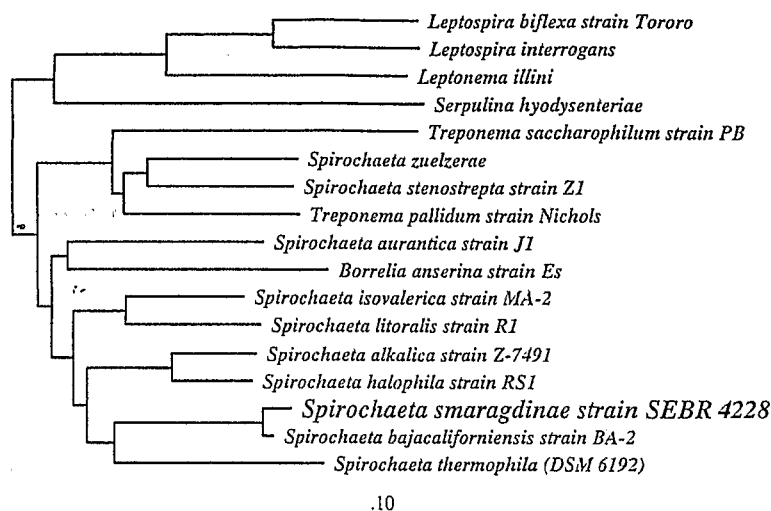 Leptospira biflexa strain Tororo
Leptospira interrogans
Leptonema illini
Serpulina hyodysenteriae
Treponema saccharophilum strain PB
Spirochaeta zuelzerae
Spirochaeta stenostrepta strain Z1
Treponema pallidum strain Nichols
Spirochaeta aurantica strain J1
Borrelia anserina strain Es
Spirochaeta isovalerica strain MA-2
Spirochaeta litoralis strain R1
Spirochaeta alkalica strain Z-7491
Spirochaeta halophila strain RS1
Spirochaeta smaragdinae strain SEBR 4228
Spirochaeta bajacaliforniensis strain BA-2
Spirochaeta thermophila (DSM 6192)
.10